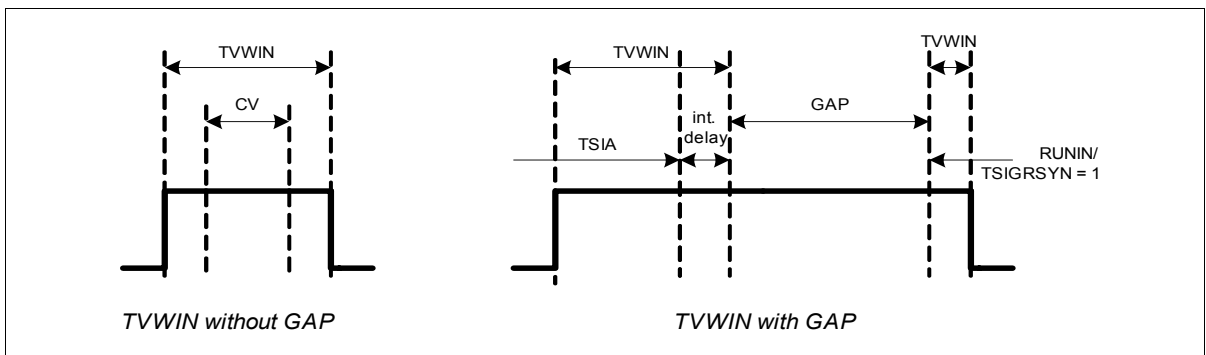 TVWIN
CV
TVWIN without GAP
TVWIN
TVWIN
GAP
int.
delay
TSIA
RUNIN/
TSIGRSYN = 1
TVWIN with GAP